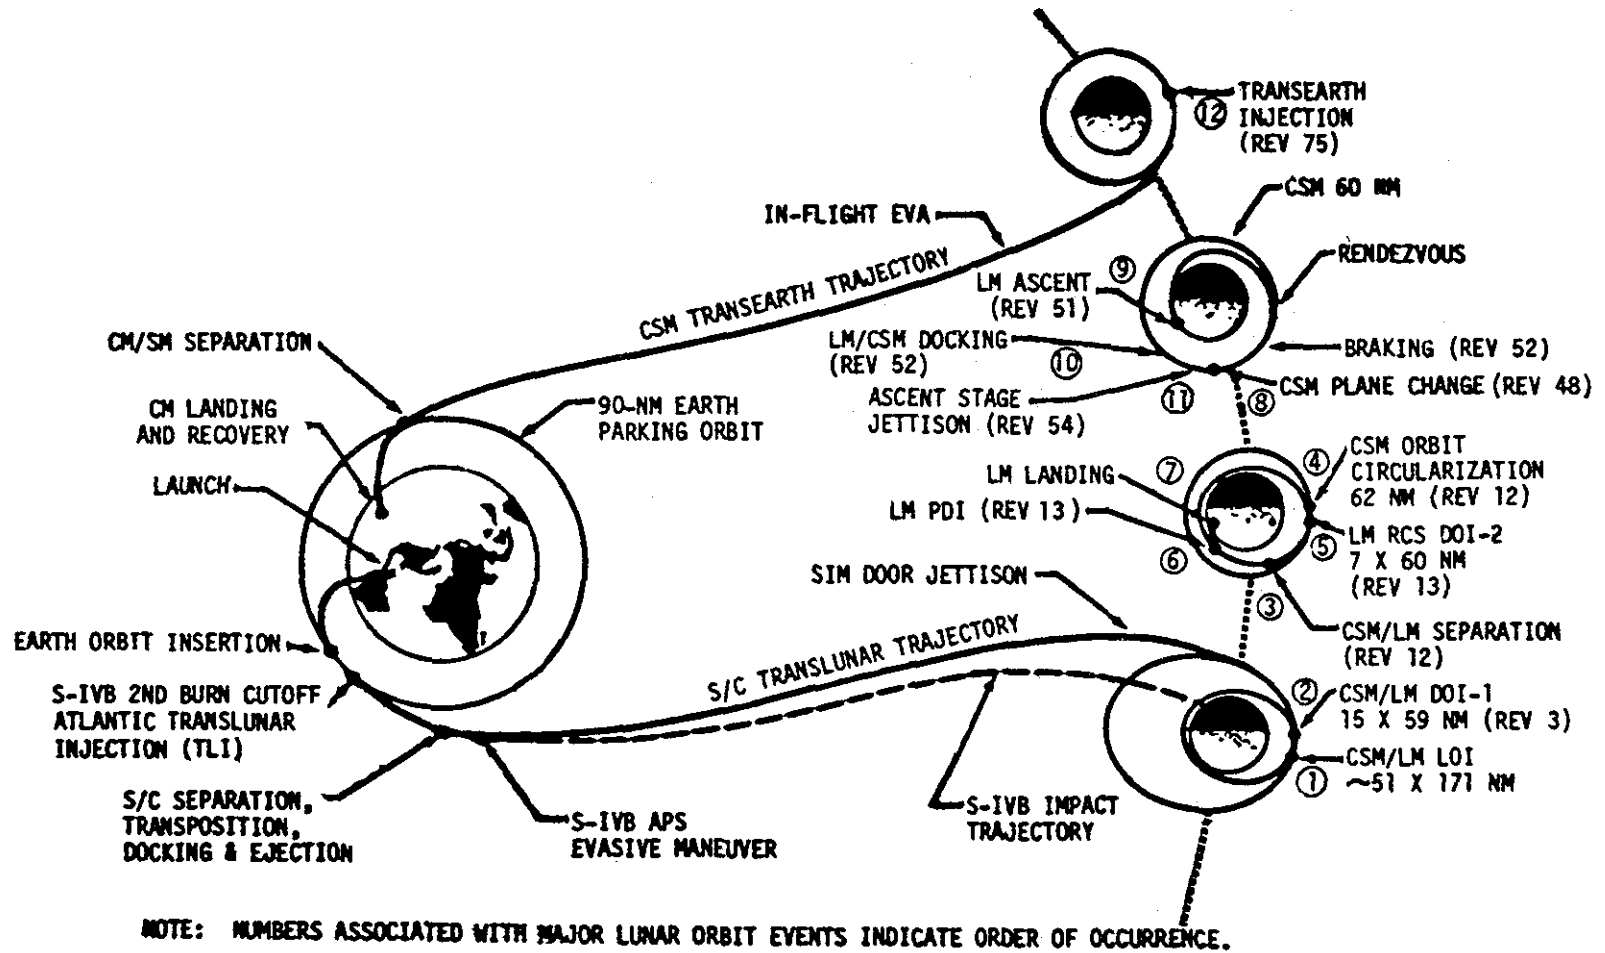 TRANSEARTH
INJECTION
(REV 75)
12
CSM 60 NM
IN-FLIGHT EVA
RENDEZVOUS
CSM TRANSEARTH TRAJECTORY
9
LM ASCENT
(REV 51)
CM/SM SEPARATION
LM/CSM DOCKING
(REV 52)
10
BRAKING (REV 52)
CSM PLANE CHANGE (REV 48)
ASCENT STAGE
JETTISON (REV 54)
11
8
CM LANDING
AND RECOVERY
90-NM EARTH
PARKING ORBIT
LAUNCH
7
LM LANDING
LM PDI (REV 13)
6
4
CSM ORBIT
CIRCULARIZATION
62 NM (REV 12)
5
LM RCS DOI-2
7 X 60 NM
(REV 13)
SIM DOOR JETTISON
3
CSM/LM SEPARATION
(REV 12)
EARTH ORBIT INSERTION
S/C TRANSLUNAR TRAJECTORY
S-IVB 2ND BURN CUTOFF
ATLANTIC TRANSLUNAR
INJECTION (TLI)
2
CSM/LM DOI-1
15 X 59 NM (REV 3)
1
CSM/LM LOI
~51 X 171 NM
S/C SEPARATION,
TRANSPOSITION,
DOCKING & EJECTION
S-IVB APS
EVASIVE MANEUVER
S-IVB IMPACT
TRAJECTORY
NOTE: NUMBERS ASSOCIATED WITH MAJOR LUNAR ORBIT EVENTS INDICATE ORDER OF OCCURRENCE.